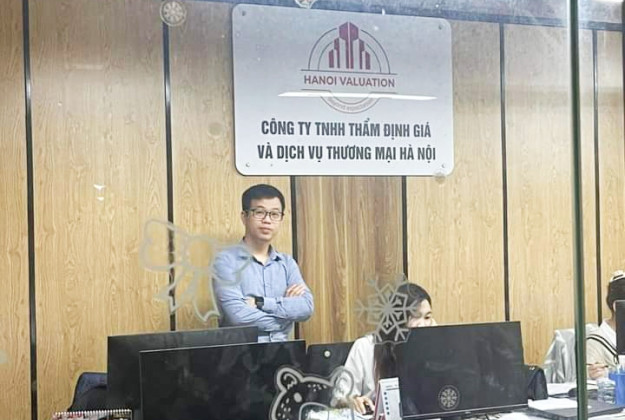 HANOI VALUATION
CÔNG TY TNHH THẨM ĐỊNH GIÁ
VÀ DỊCH VỤ THƯƠNG MẠI HÀ NỘI